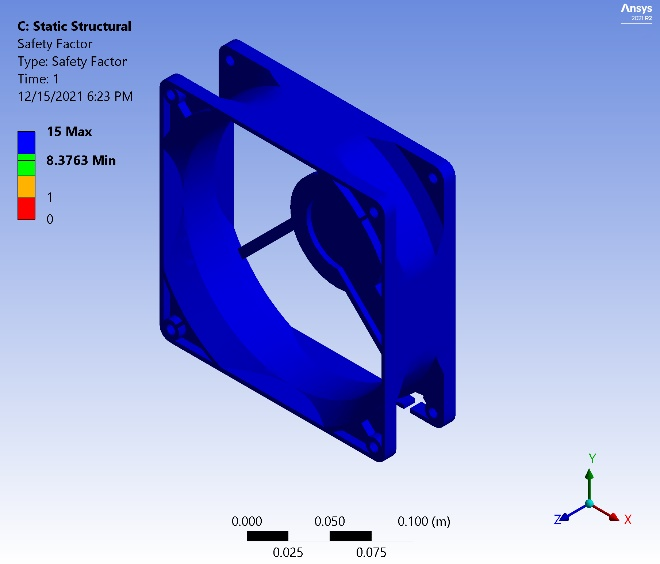 C: Static Structural
Safety Factor
Type: Safety Factor
Time: 1
12/15/2021 6:23 PM
15 Max
8.3763 Min
1
0
Ansys
2021 R2
0.000 0.050 0.100 (m)
0.025 0.075
Y
Z X